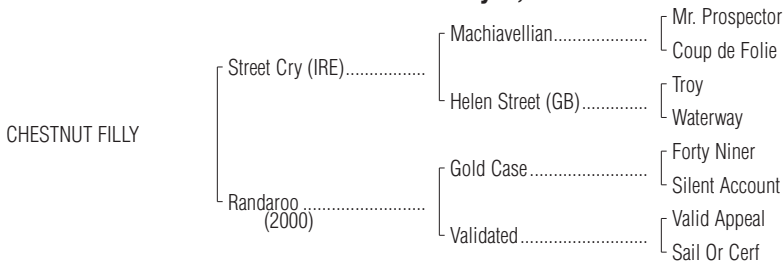 Mr. Prospector
Machiavellian....................
Coup de Folie
Street Cry (IRE).................
Troy
Helen Street (GB)..............
Waterway
CHESTNUT FILLY
Forty Niner
Gold Case.........................
Silent Account
Randaroo..........................
(2000)
Valid Appeal
Validated...........................
Sail Or Cerf